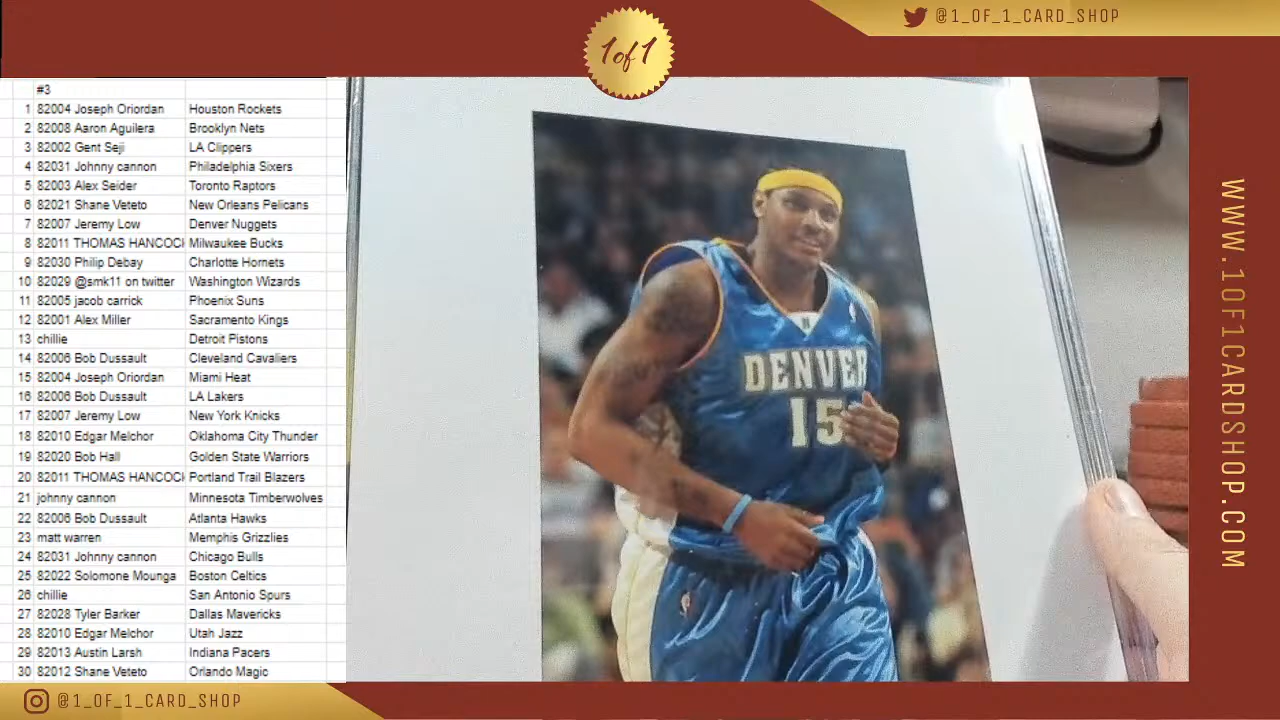 1of1
@1_OF_1_CARD_SHOP
#3
1 82004 Joseph Oriordan Houston Rockets
2 82008 Aaron Aguilera Brooklyn Nets
3 82002 Gent Seji LA Clippers
4 82031 Johnny cannon Philadelphia Sixers
5 82003 Alex Seider Toronto Raptors
6 82021 Shane Veteto New Orleans Pelicans
7 82007 Jeremy Low Denver Nuggets
8 82011 THOMAS HANCOCK Milwaukee Bucks
9 82030 Philip Debay Charlotte Hornets
10 82029 @smk11 on twitter Washington Wizards
11 82005 jacob carrick Phoenix Suns
12 82001 Alex Miller Sacramento Kings
13 chillie Detroit Pistons
14 82006 Bob Dussault Cleveland Cavaliers
15 82004 Joseph Oriordan Miami Heat
16 82006 Bob Dussault LA Lakers
17 82007 Jeremy Low New York Knicks
18 82010 Edgar Melchor Oklahoma City Thunder
19 82020 Bob Hall Golden State Warriors
20 82011 THOMAS HANCOCK Portland Trail Blazers
21 johnny cannon Minnesota Timberwolves
22 82006 Bob Dussault Atlanta Hawks
23 matt warren Memphis Grizzlies
24 82031 Johnny cannon Chicago Bulls
25 82022 Solomone Mounga Boston Celtics
26 chillie San Antonio Spurs
27 82028 Tyler Barker Dallas Mavericks
28 82010 Edgar Melchor Utah Jazz
29 82013 Austin Larsh Indiana Pacers
30 82012 Shane Veteto Orlando Magic
DENVER
15
WWW.1OF1CARDSHOP.COM
@1_OF_1_CARD_SHOP